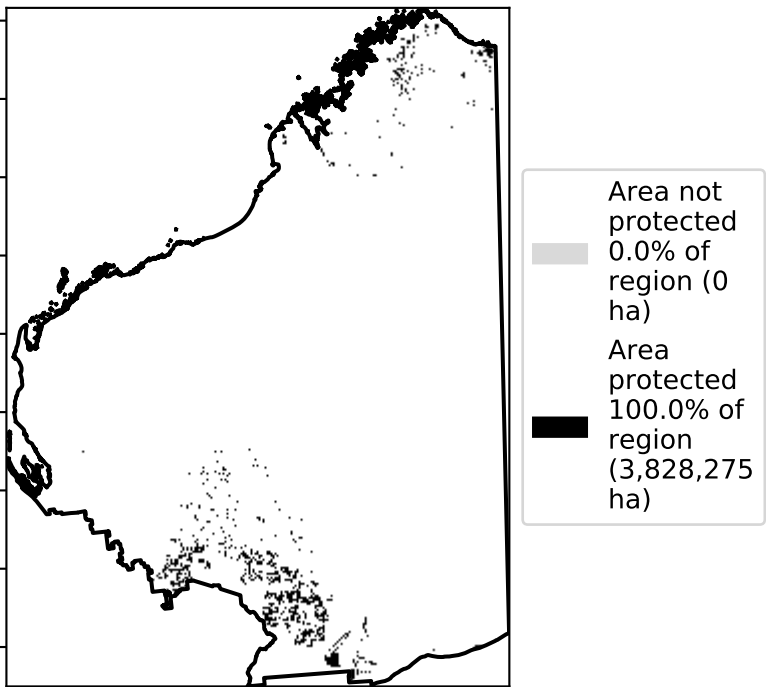 Area not
protected
0.0% of
region (0
ha)
Area
protected
100.0% of
region
(3,828,275
ha)